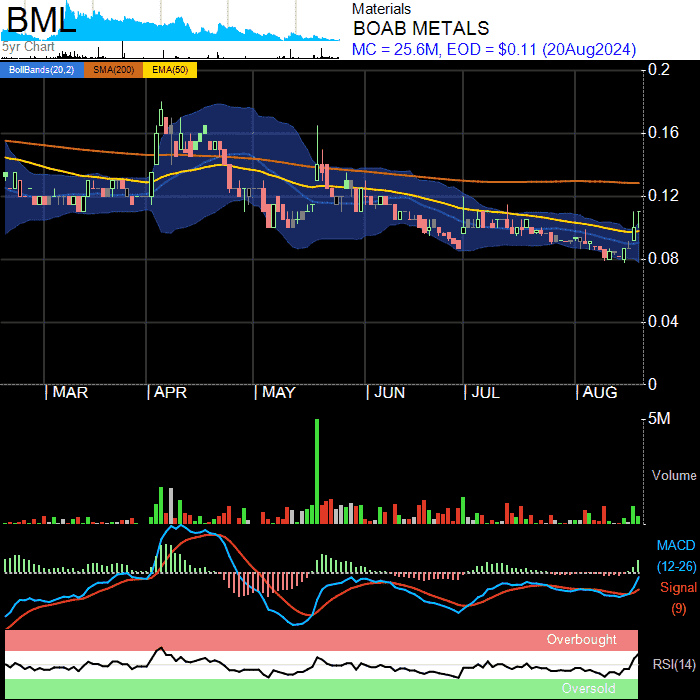 BML
5yr Chart
Materials
BOAB METALS
MC = 25.6M, EOD = $0.11 (20Aug2024)
BollBands(20,2) SMA(200) EMA(50)
0.2
0.16
0.12
0.08
0.04
0
MAR APR MAY JUN JUL AUG
5M
Volume
MACD
(12-26)
Signal
(9)
Overbought
RSI(14)
Oversold